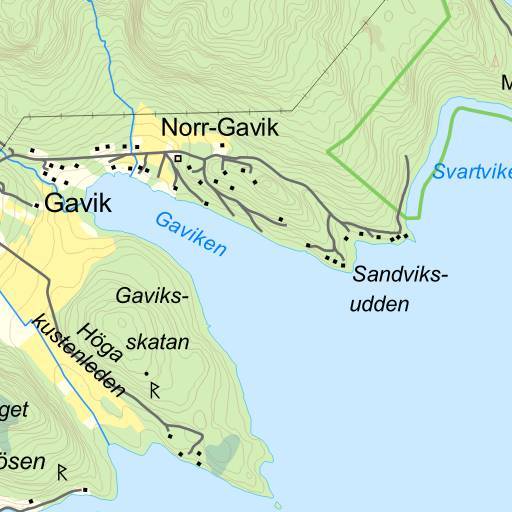 M
Norr-Gavik
Svartvike
Gavik
Gaviken
Sandviks-
udden
Gaviks-
skatan
Höga
kustenleden
get
ösen